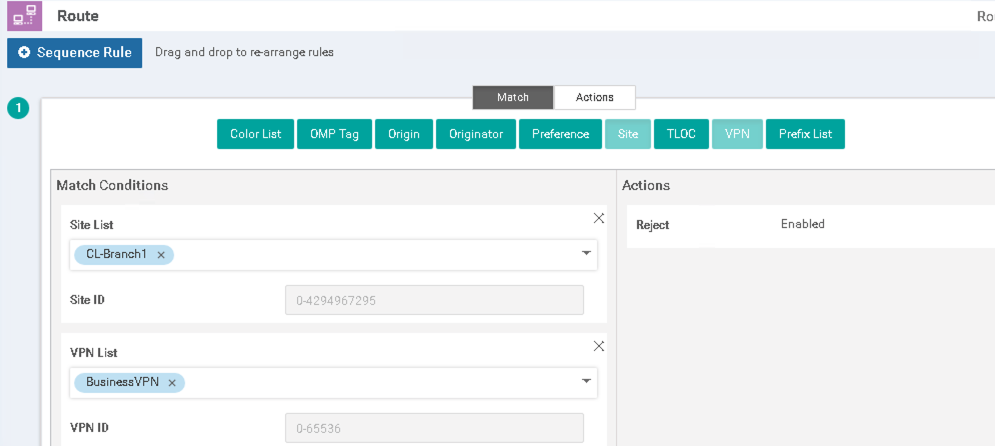 Route
Sequence Rule
Drag and drop to re-arrange rules
1
Match Actions
Color List OMP Tag Origin Originator Preference Site TLOC VPN Prefix List
Match Conditions
Site List
CL-Branch1
Site ID 0-4294967295
VPN List
BusinessVPN
VPN ID 0-65536
Actions
Reject Enabled